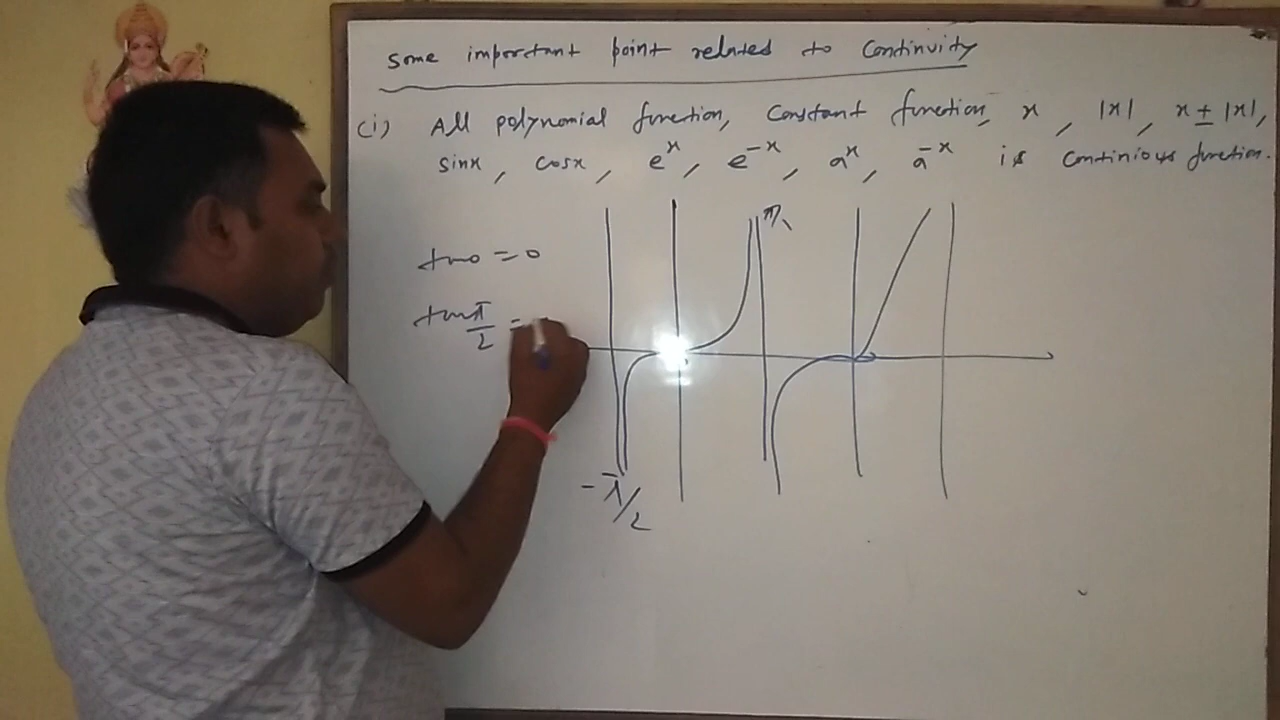 Some important point related to Continuity
(i) All polynomial function, Constant function, x, |x|, x ± |x|,
sinx, cosx, e^x, e^-x, a^x, a^-x is continious function.
π/2
tan0 = 0
tan π/2 =
-π/2